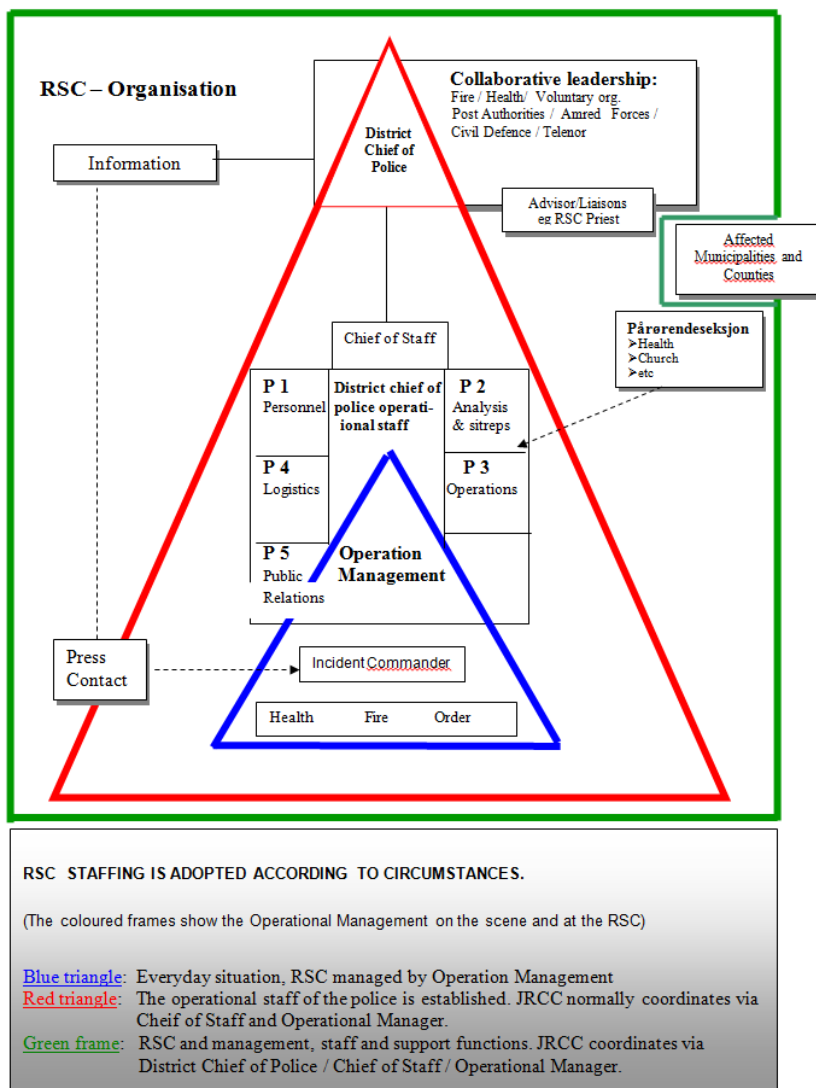 RSC – Organisation
Collaborative leadership:
Fire / Health/ Voluntary org.
Post Authorities / Amred Forces /
Civil Defence / Telenor
District
Chief of
Police
Information
Advisor/Liaisons
eg RSC Priest
Affected
Municipalities and
Counties
Pårørendeseksjon
➢Health
➢Church
➢etc
Chief of Staff
P 1
Personnel
District chief of
police operati-
onal staff
P 2
Analysis
& sitreps
P 4
Logistics
P 3
Operations
P 5
Public
Relations
Operation
Management
Press
Contact
Incident Commander
Health Fire Order
RSC STAFFING IS ADOPTED ACCORDING TO CIRCUMSTANCES.
(The coloured frames show the Operational Management on the scene and at the RSC)
Blue triangle: Everyday situation, RSC managed by Operation Management
Red triangle: The operational staff of the police is established. JRCC normally coordinates via
Cheif of Staff and Operational Manager.
Green frame: RSC and management, staff and support functions. JRCC coordinates via
District Chief of Police / Chief of Staff / Operational Manager.